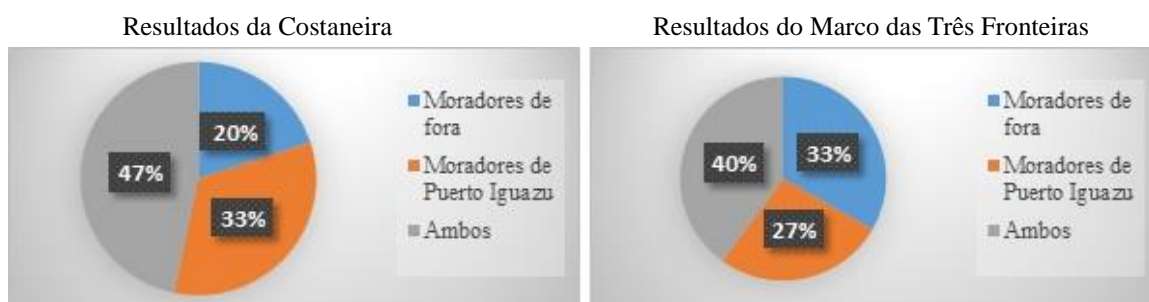 Resultados da Costaneira
Moradores de
fora
Moradores de
Puerto Iguazu
Ambos
20%
33%
47%
Resultados do Marco das Três Fronteiras
Moradores de
fora
Moradores de
Puerto Iguazu
Ambos
33%
27%
40%